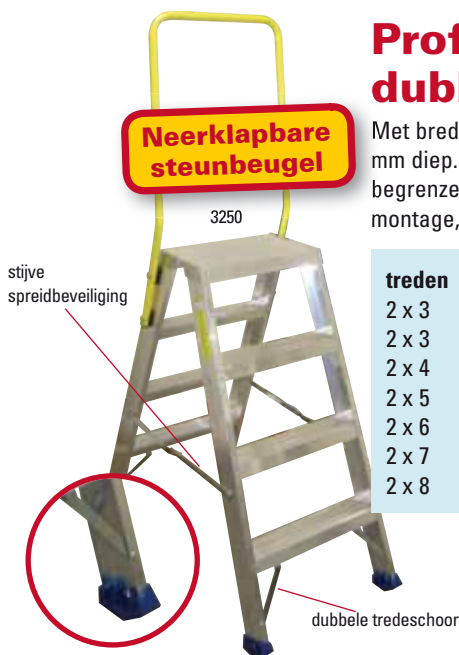 Prof
dubb
Met bred
mm diep.
begrenze
montage,
Neerklapbare
steunbeugel
3250
stijve
spreidbeveiliging
treden
2 x 3
2 x 3
2 x 4
2 x 5
2 x 6
2 x 7
2 x 8
dubbele tredeschoor